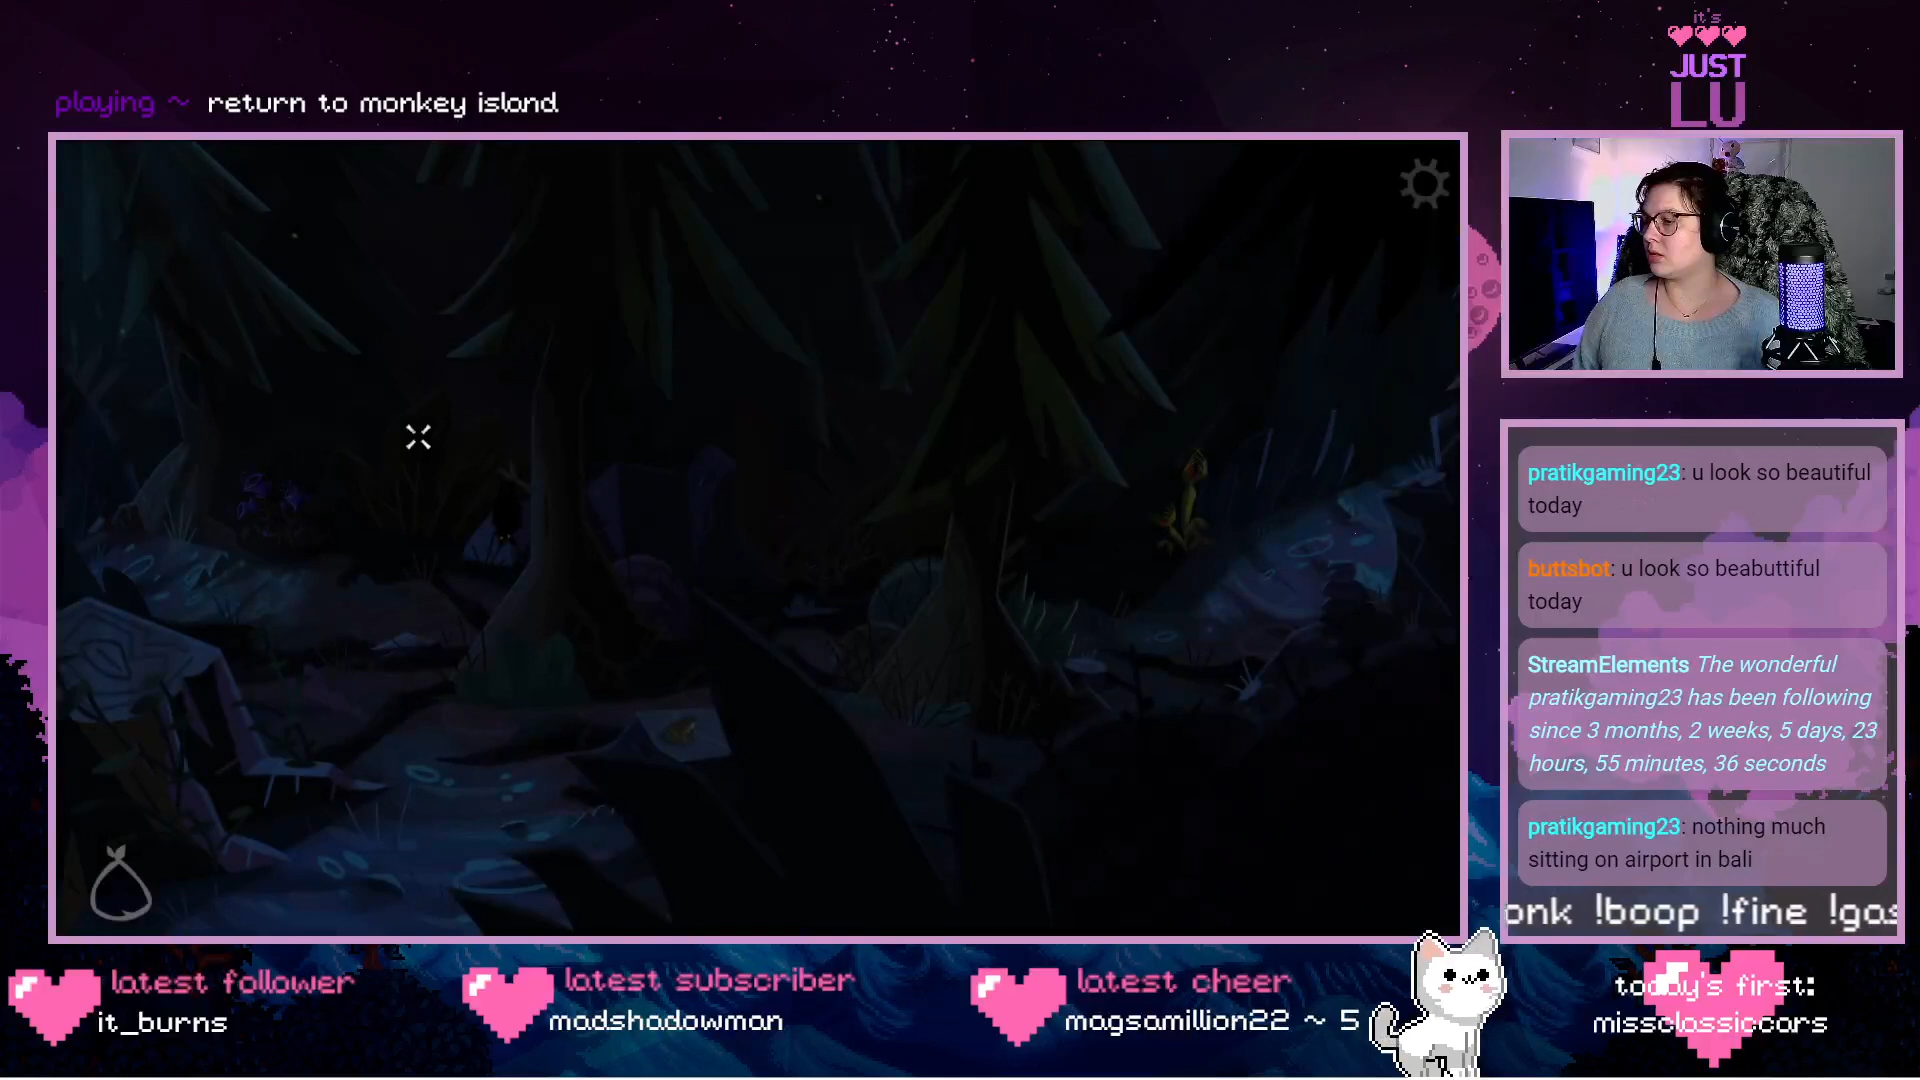 it's
JUST
LU
playing ~ return to monkey island
pratikgaming23: u look so beautiful
today
buttsbot: u look so beabuttiful
today
StreamElements The wonderful
pratikgaming23 has been following
since 3 months, 2 weeks, 5 days, 23
hours, 55 minutes, 36 seconds
pratikgaming23: nothing much
sitting on airport in bali
onk !boop !fine !gas
latest follower
it_burns
latest subscriber
madshadowman
latest cheer
magsamillion22 ~ 5
today's first:
missclassiccars